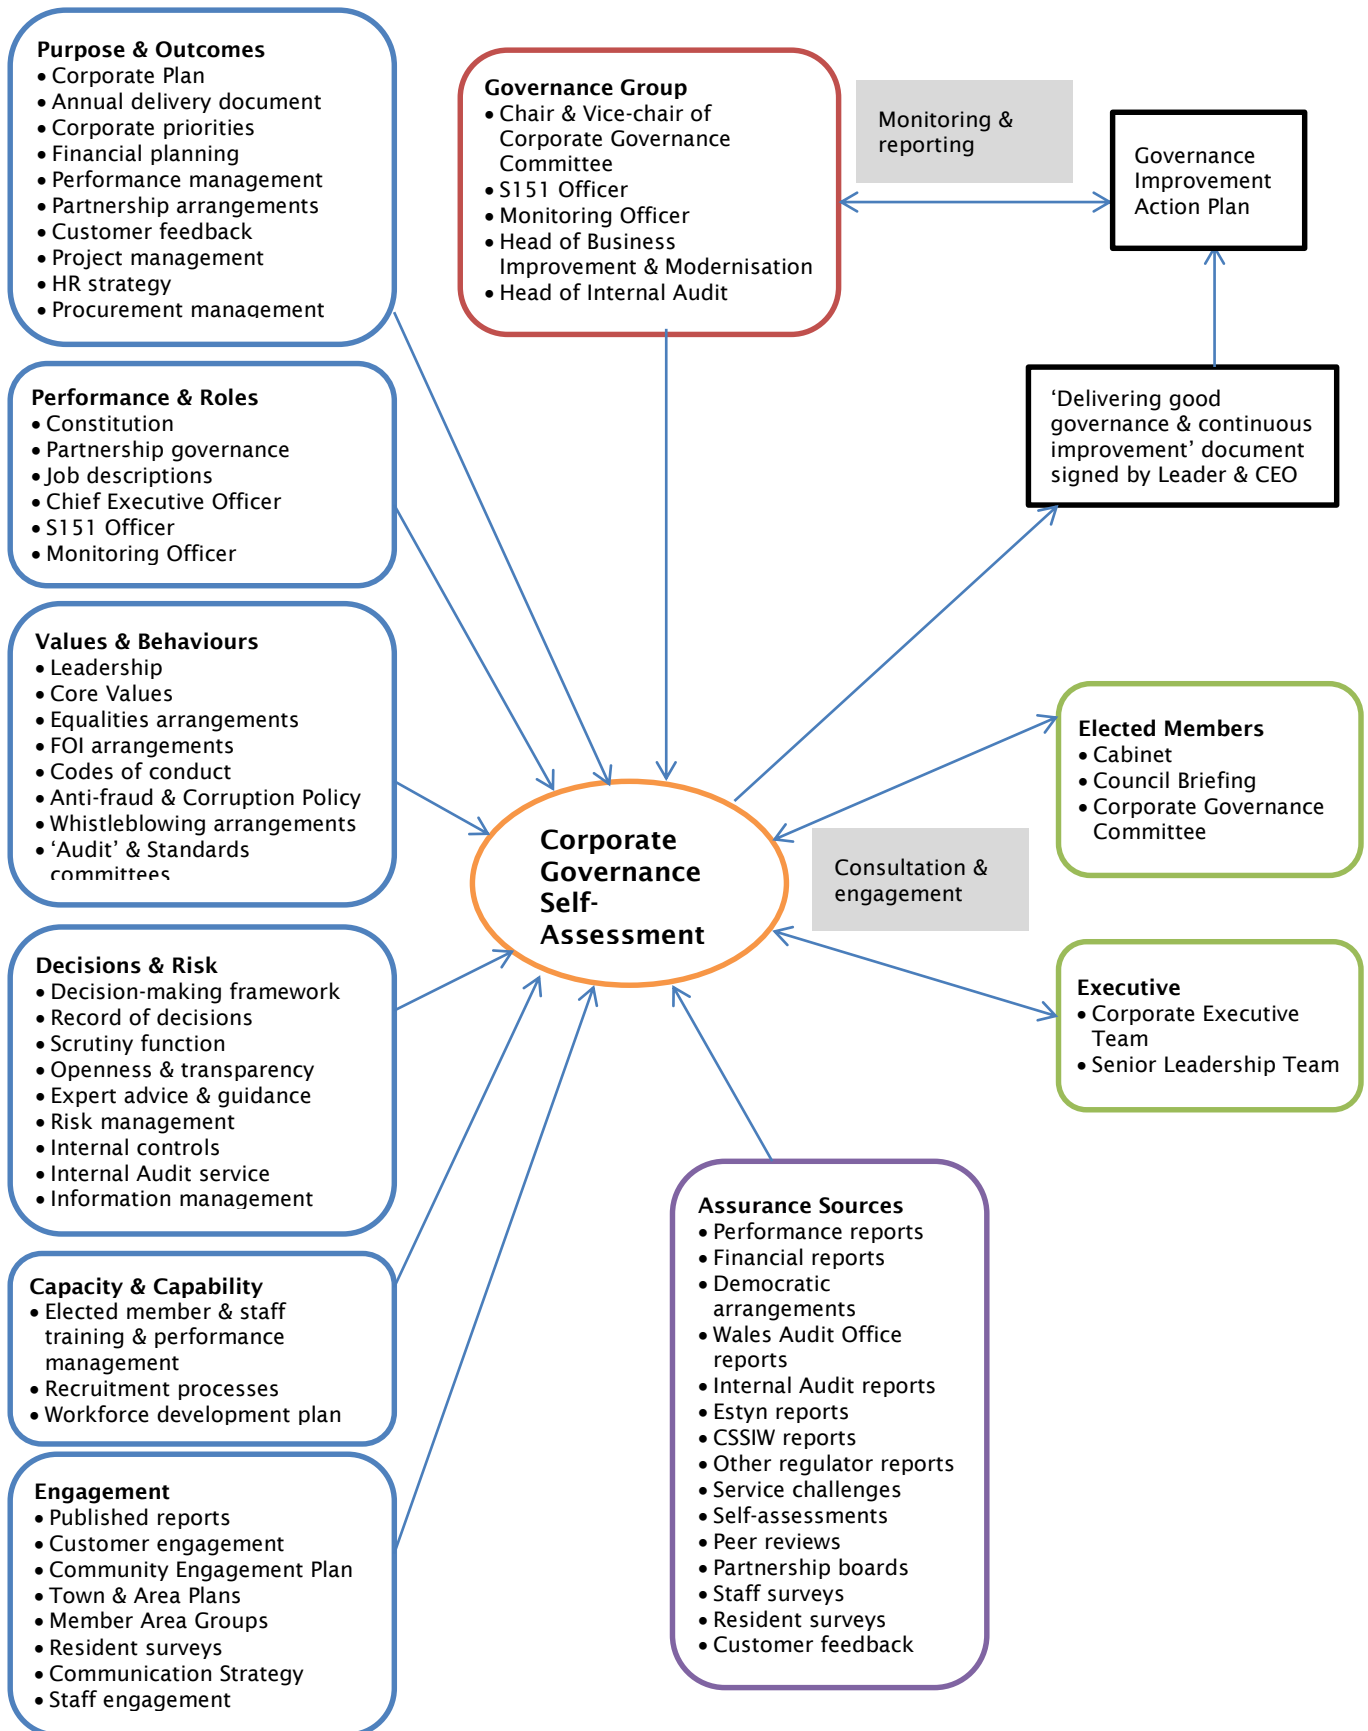 Purpose & Outcomes
• Corporate Plan
• Annual delivery document
• Corporate priorities
• Financial planning
• Performance management
• Partnership arrangements
• Customer feedback
• Project management
• HR strategy
• Procurement management
Performance & Roles
• Constitution
• Partnership governance
• Job descriptions
• Chief Executive Officer
• S151 Officer
• Monitoring Officer
Values & Behaviours
• Leadership
• Core Values
• Equalities arrangements
• FOI arrangements
• Codes of conduct
• Anti-fraud & Corruption Policy
• Whistleblowing arrangements
• ‘Audit’ & Standards
committees
Decisions & Risk
• Decision-making framework
• Record of decisions
• Scrutiny function
• Openness & transparency
• Expert advice & guidance
• Risk management
• Internal controls
• Internal Audit service
• Information management
Capacity & Capability
• Elected member & staff
training & performance
management
• Recruitment processes
• Workforce development plan
Engagement
• Published reports
• Customer engagement
• Community Engagement Plan
• Town & Area Plans
• Member Area Groups
• Resident surveys
• Communication Strategy
• Staff engagement
Governance Group
• Chair & Vice-chair of
Corporate Governance
Committee
• S151 Officer
• Monitoring Officer
• Head of Business
Improvement & Modernisation
• Head of Internal Audit
Monitoring &
reporting
Governance
Improvement
Action Plan
‘Delivering good
governance & continuous
improvement’ document
signed by Leader & CEO
Corporate
Governance
Self-
Assessment
Consultation &
engagement
Elected Members
• Cabinet
• Council Briefing
• Corporate Governance
Committee
Executive
• Corporate Executive
Team
• Senior Leadership Team
Assurance Sources
• Performance reports
• Financial reports
• Democratic
arrangements
• Wales Audit Office
reports
• Internal Audit reports
• Estyn reports
• CSSIW reports
• Other regulator reports
• Service challenges
• Self-assessments
• Peer reviews
• Partnership boards
• Staff surveys
• Resident surveys
• Customer feedback